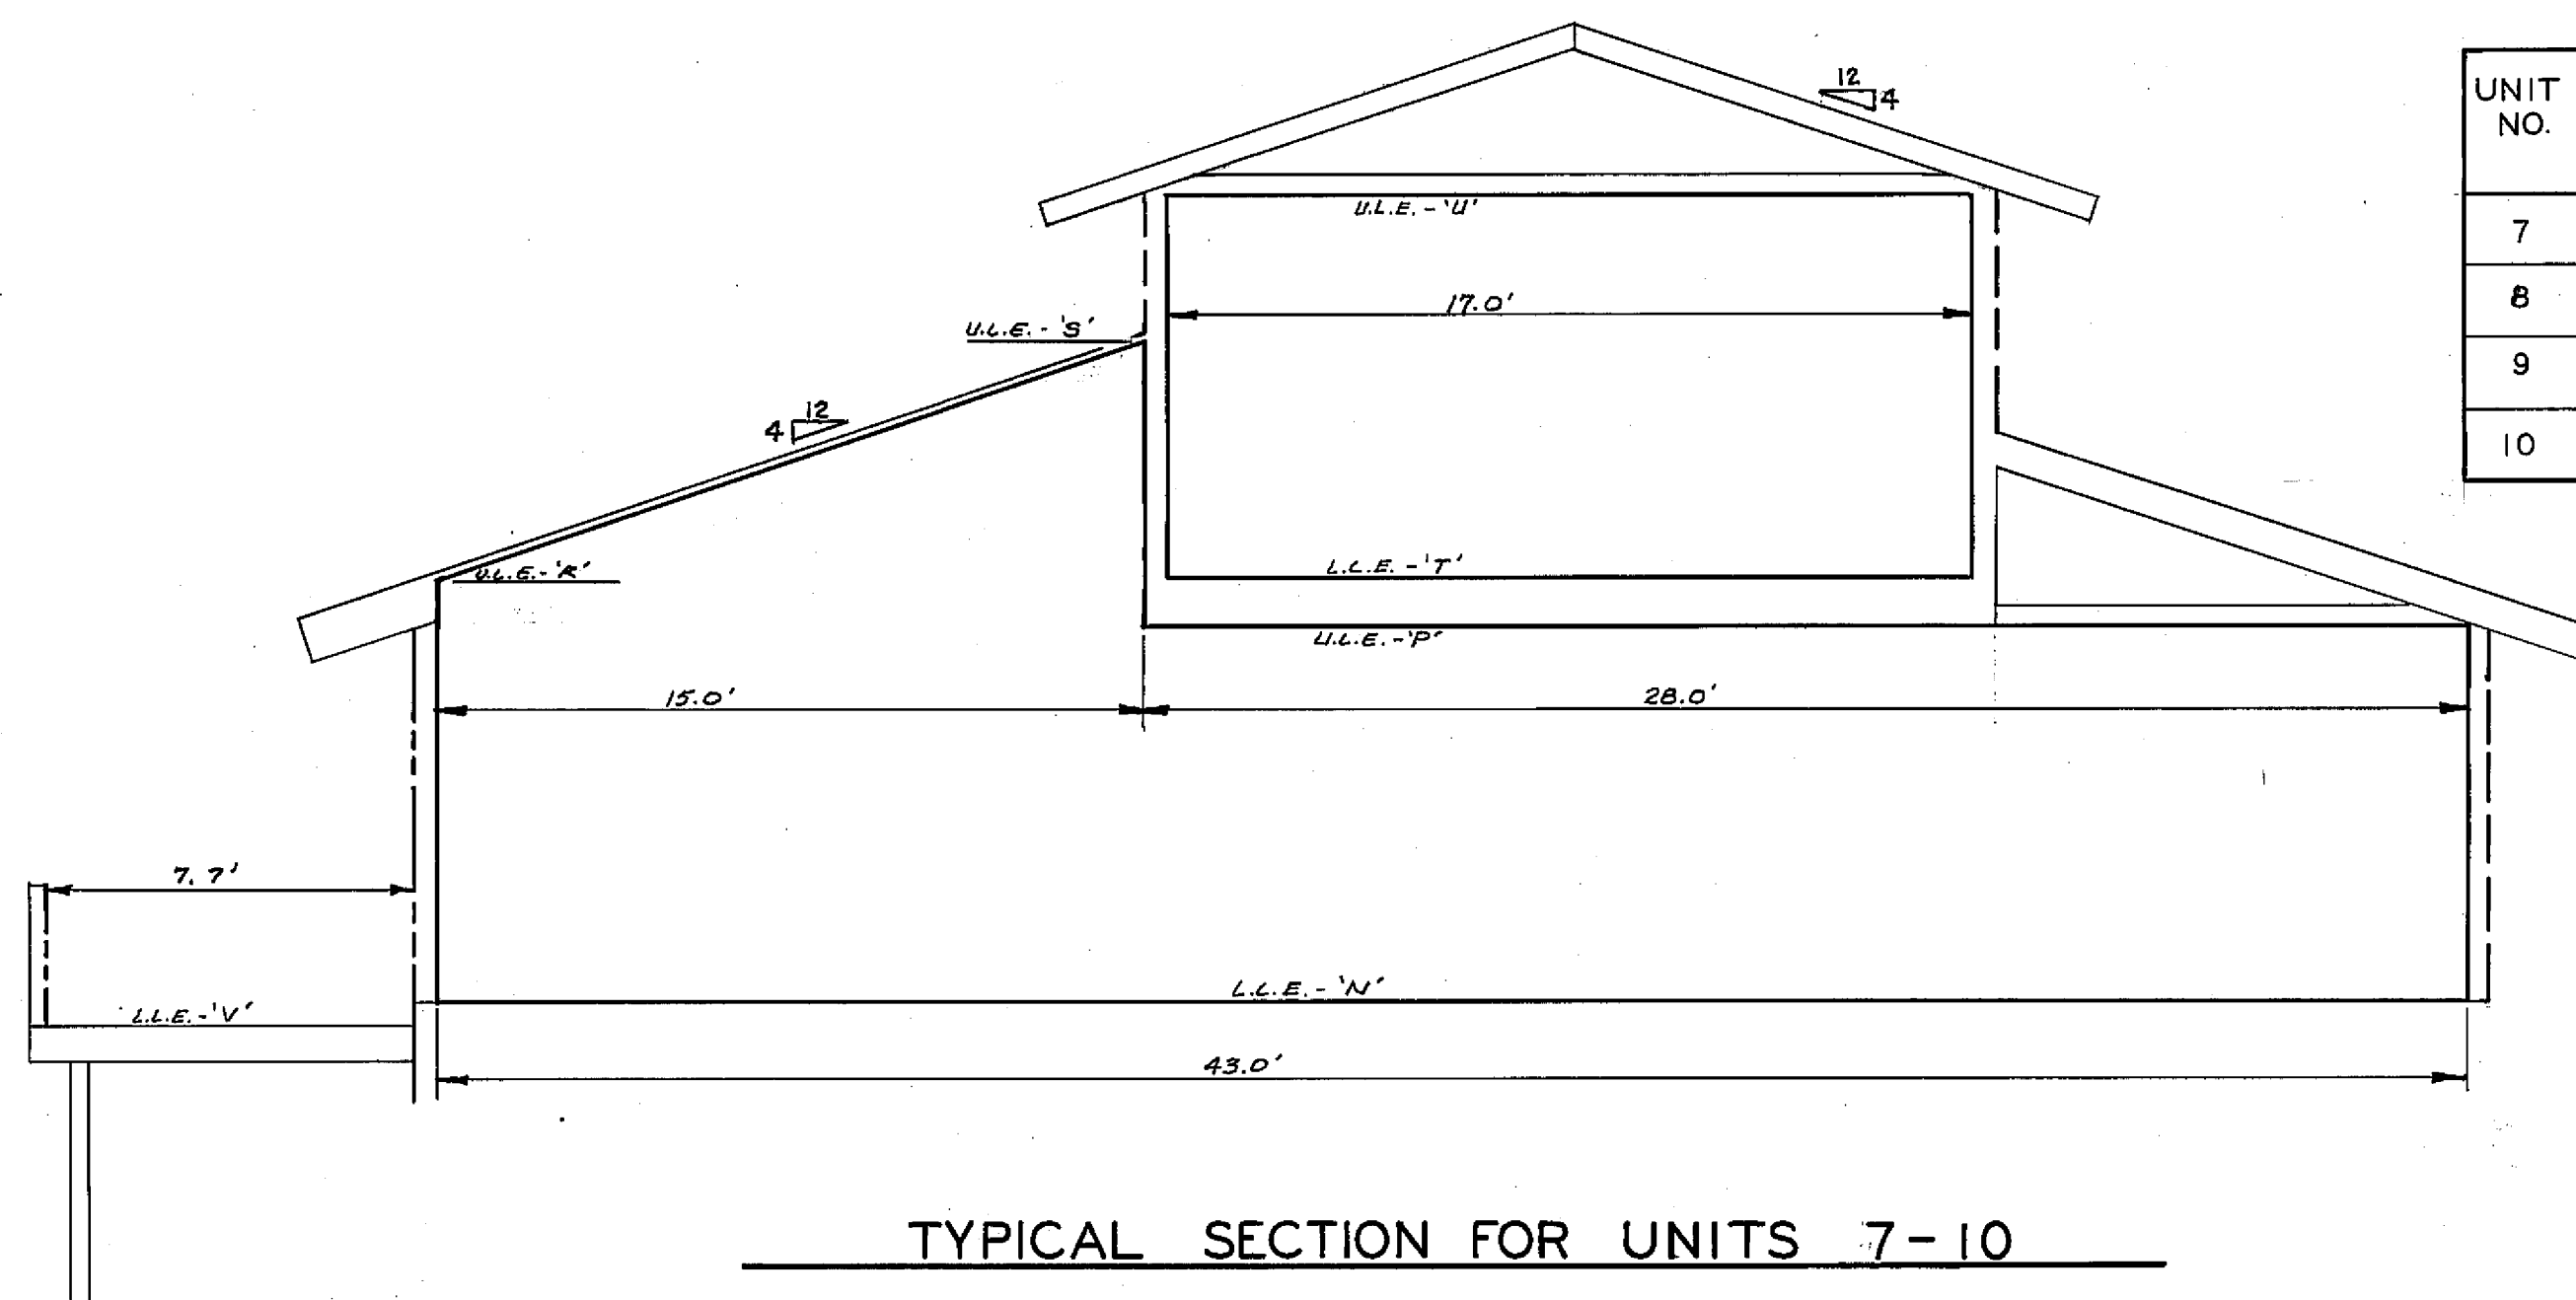 12
4
UNIT
NO.
U.L.E. - 'U'
7
8
9
10
17.0'
U.L.E. - 'S'
12
4
L.L.E. - 'T'
U.L.E. - 'R'
U.L.E. - 'P'
15.0'
28.0'
7.7'
L.L.E. - 'N'
L.L.E. - 'V'
43.0'
TYPICAL SECTION FOR UNITS 7-10